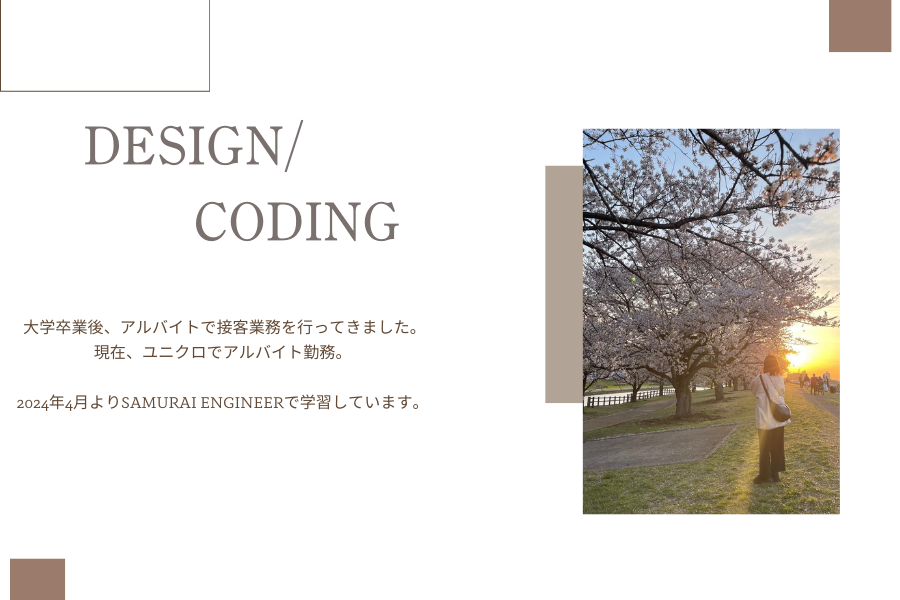 DESIGN/
CODING
大学卒業後、アルバイトで接客業務を行ってきました。
現在、ユニクロでアルバイト勤務。
2024年4月よりSAMURAI ENGINEERで学習しています。